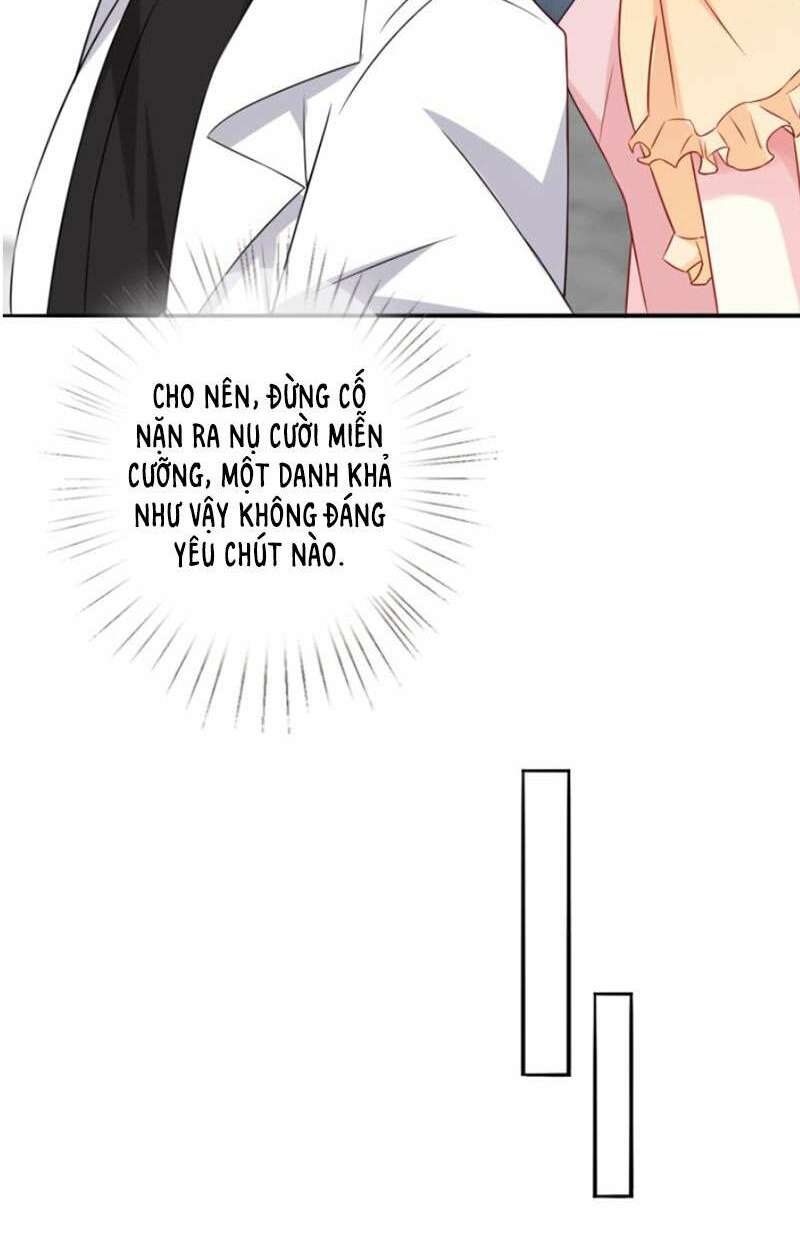 CHO NÊN, ĐỪNG CỐ
NẶN RA NỤ CƯỜI MIỄN
CƯỠNG, MỘT DANH KHẢ
NHƯ VẬY KHÔNG ĐÁNG
YÊU CHÚT NÀO.